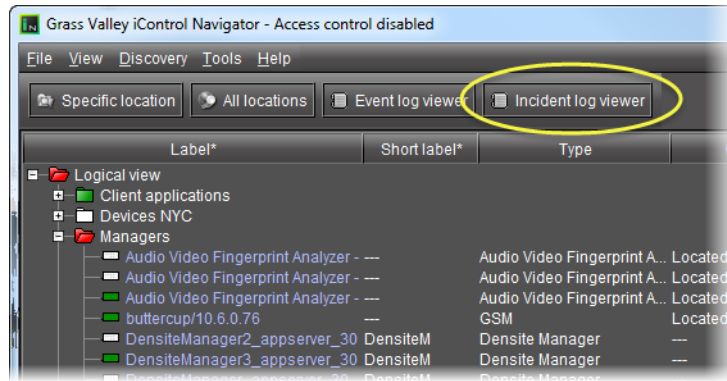 Grass Valley iControl Navigator - Access control disabled
File View Discovery Tools Help
Specific location All locations Event log viewer Incident log viewer
Label* Short label* Type
Logical view
Client applications
Devices NYC
Managers
Audio Video Fingerprint Analyzer - --- Audio Video Fingerprint A... Located
Audio Video Fingerprint Analyzer - --- Audio Video Fingerprint A... Located
Audio Video Fingerprint Analyzer - --- Audio Video Fingerprint A... Located
buttercup/10.6.0.76 --- GSM Located
DensiteManager2_appserver_30 DensiteM Densite Manager ---
DensiteManager3_appserver_30 DensiteM Densite Manager ---